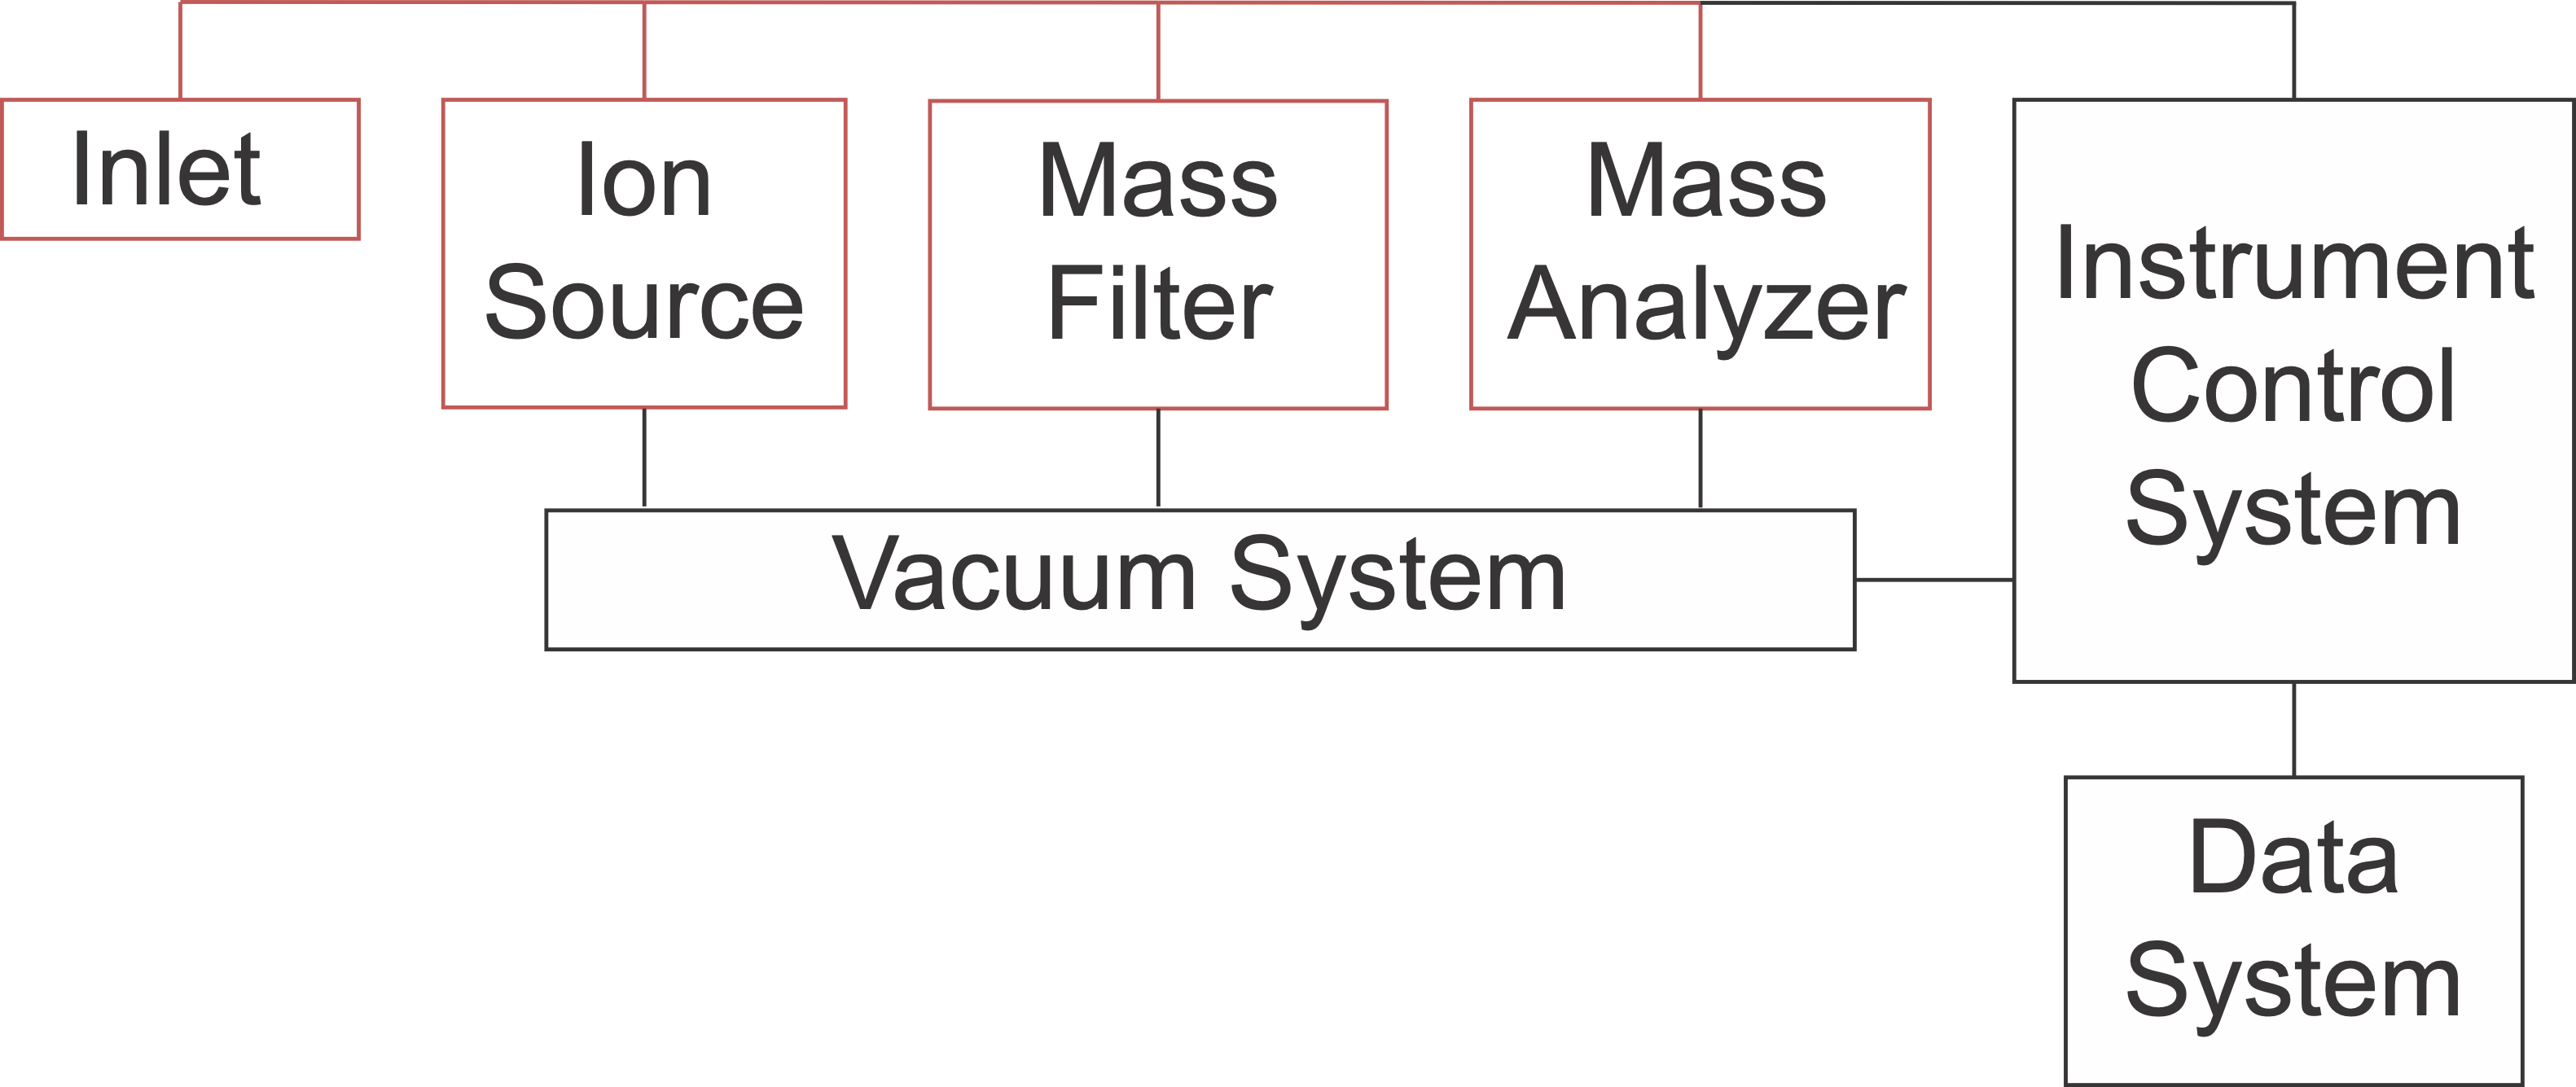 Inlet
Ion
Source
Mass
Filter
Mass
Analyzer
Instrument
Control
System
Vacuum System
Data
System